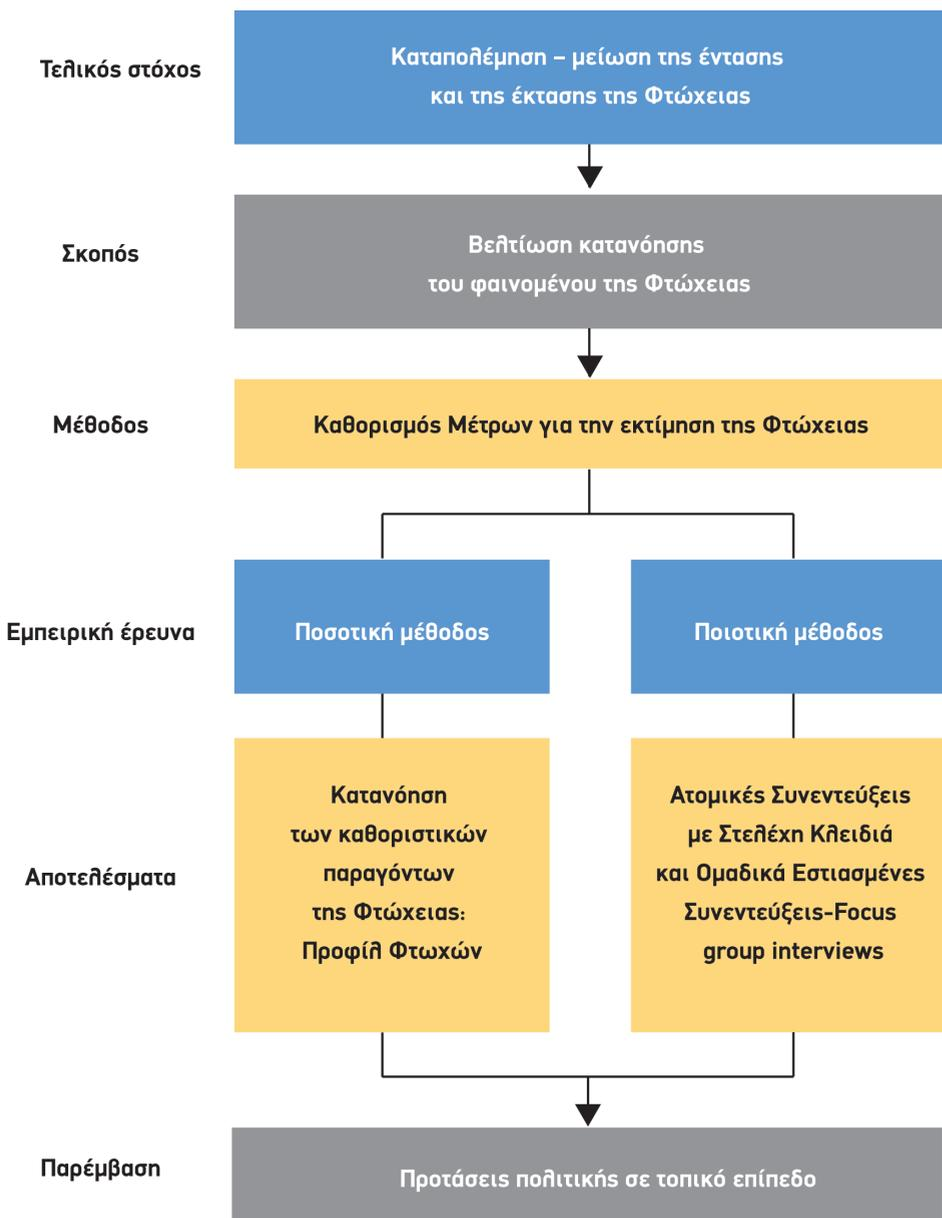 Τελικός στόχος
Καταπολέμηση – μείωση της έντασης
και της έκτασης της Φτώχειας
Σκοπός
Βελτίωση κατανόησης
του φαινομένου της Φτώχειας
Μέθοδος
Καθορισμός Μέτρων για την εκτίμηση της Φτώχειας
Εμπειρική έρευνα
Ποσοτική μέθοδος
Ποιοτική μέθοδος
Αποτελέσματα
Κατανόηση
των καθοριστικών
παραγόντων
της Φτώχειας:
Προφίλ Φτωχών
Ατομικές Συνεντεύξεις
με Στελέχη Κλειδιά
και Ομαδικά Εστιασμένες
Συνεντεύξεις-Focus
group interviews
Παρέμβαση
Προτάσεις πολιτικής σε τοπικό επίπεδο